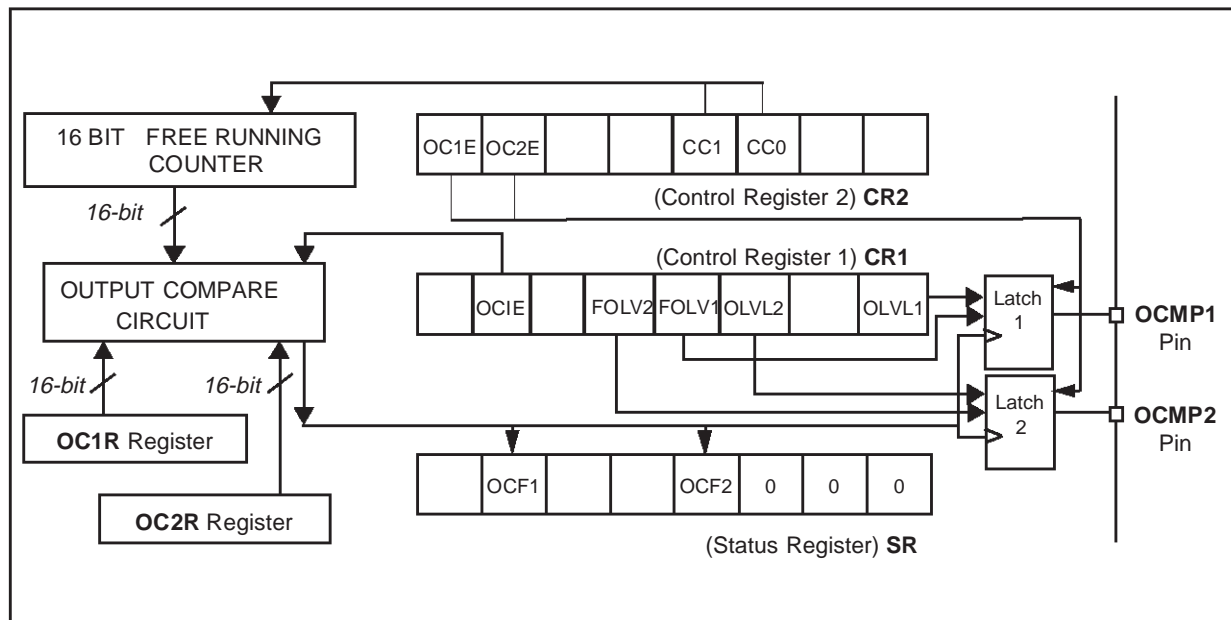 16 BIT FREE RUNNING
COUNTER
OC1E OC2E CC1 CC0
(Control Register 2) CR2
16-bit
(Control Register 1) CR1
OUTPUT COMPARE
CIRCUIT
OCIE FOLV2 FOLV1 OLVL2 OLVL1
Latch
1
OCMP1
Pin
16-bit 16-bit
Latch
2
OCMP2
Pin
OC1R Register
OCF1 OCF2 0 0 0
OC2R Register
(Status Register) SR